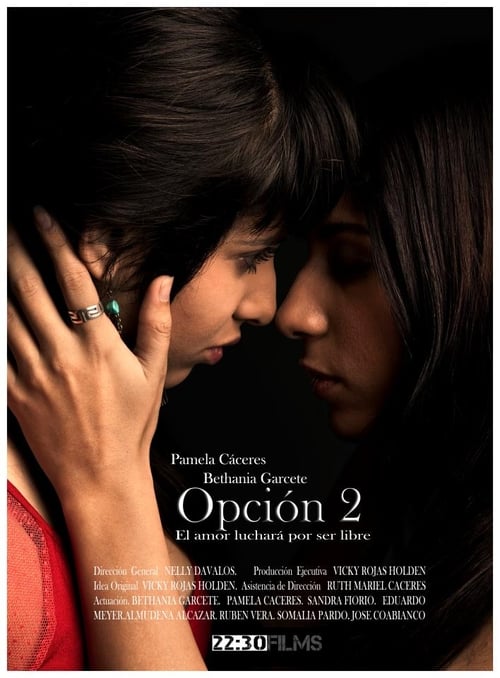 Pamela Cáceres
Bethania Garcete
Opción 2
El amor luchará por ser libre
Dirección General NELLY DAVALOS. Producción Ejecutiva VICKY ROJAS HOLDEN
Idea Original VICKY ROJAS HOLDEN. Asistencia de Dirección RUTH MARIEL CACERES
Actuación. BETHANIA GARCETE. PAMELA CACERES. SANDRA FIORIO. EDUARDO
MEYER.ALMUDENA ALCAZAR. RUBEN VERA. SOMALIA PARDO. JOSE COABIANCO
22:30FILMS